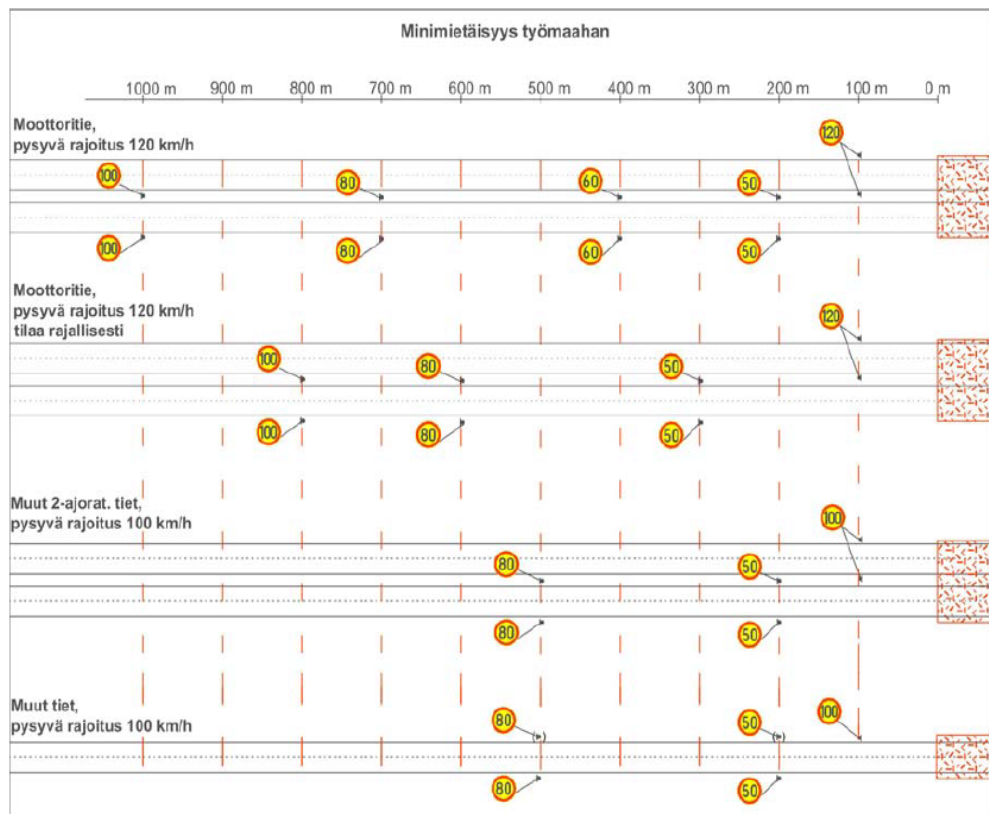 Minimietäisyys työmaahan
1000 m 900 m 800 m 700 m 600 m 500 m 400 m 300 m 200 m 100 m 0 m
Moottoritie,
pysyvä rajoitus 120 km/h
120
100 80 60 50
100 80 60 50
Moottoritie,
pysyvä rajoitus 120 km/h
tilaa rajallisesti
120
100 80 50
100 80 50
Muut 2-ajorat. tiet,
pysyvä rajoitus 100 km/h
100
80 50
80 50
Muut tiet,
pysyvä rajoitus 100 km/h
80 50 100
80 50